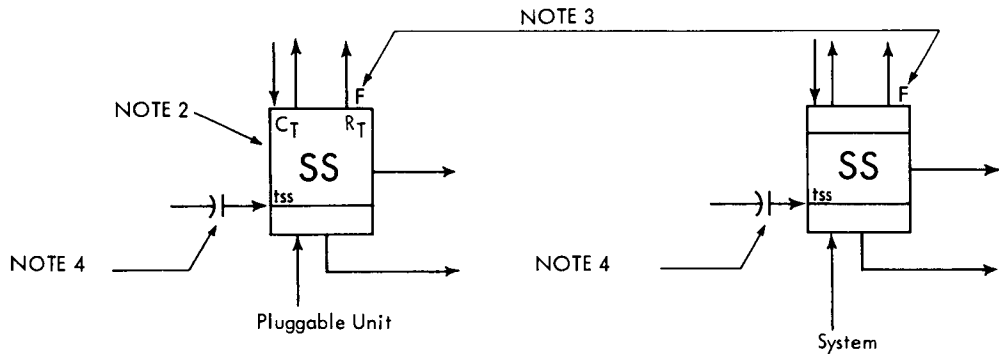 NOTE 3
F
F
NOTE 2
C_T R_T
SS
SS
tss
tss
NOTE 4
NOTE 4
Pluggable Unit
System